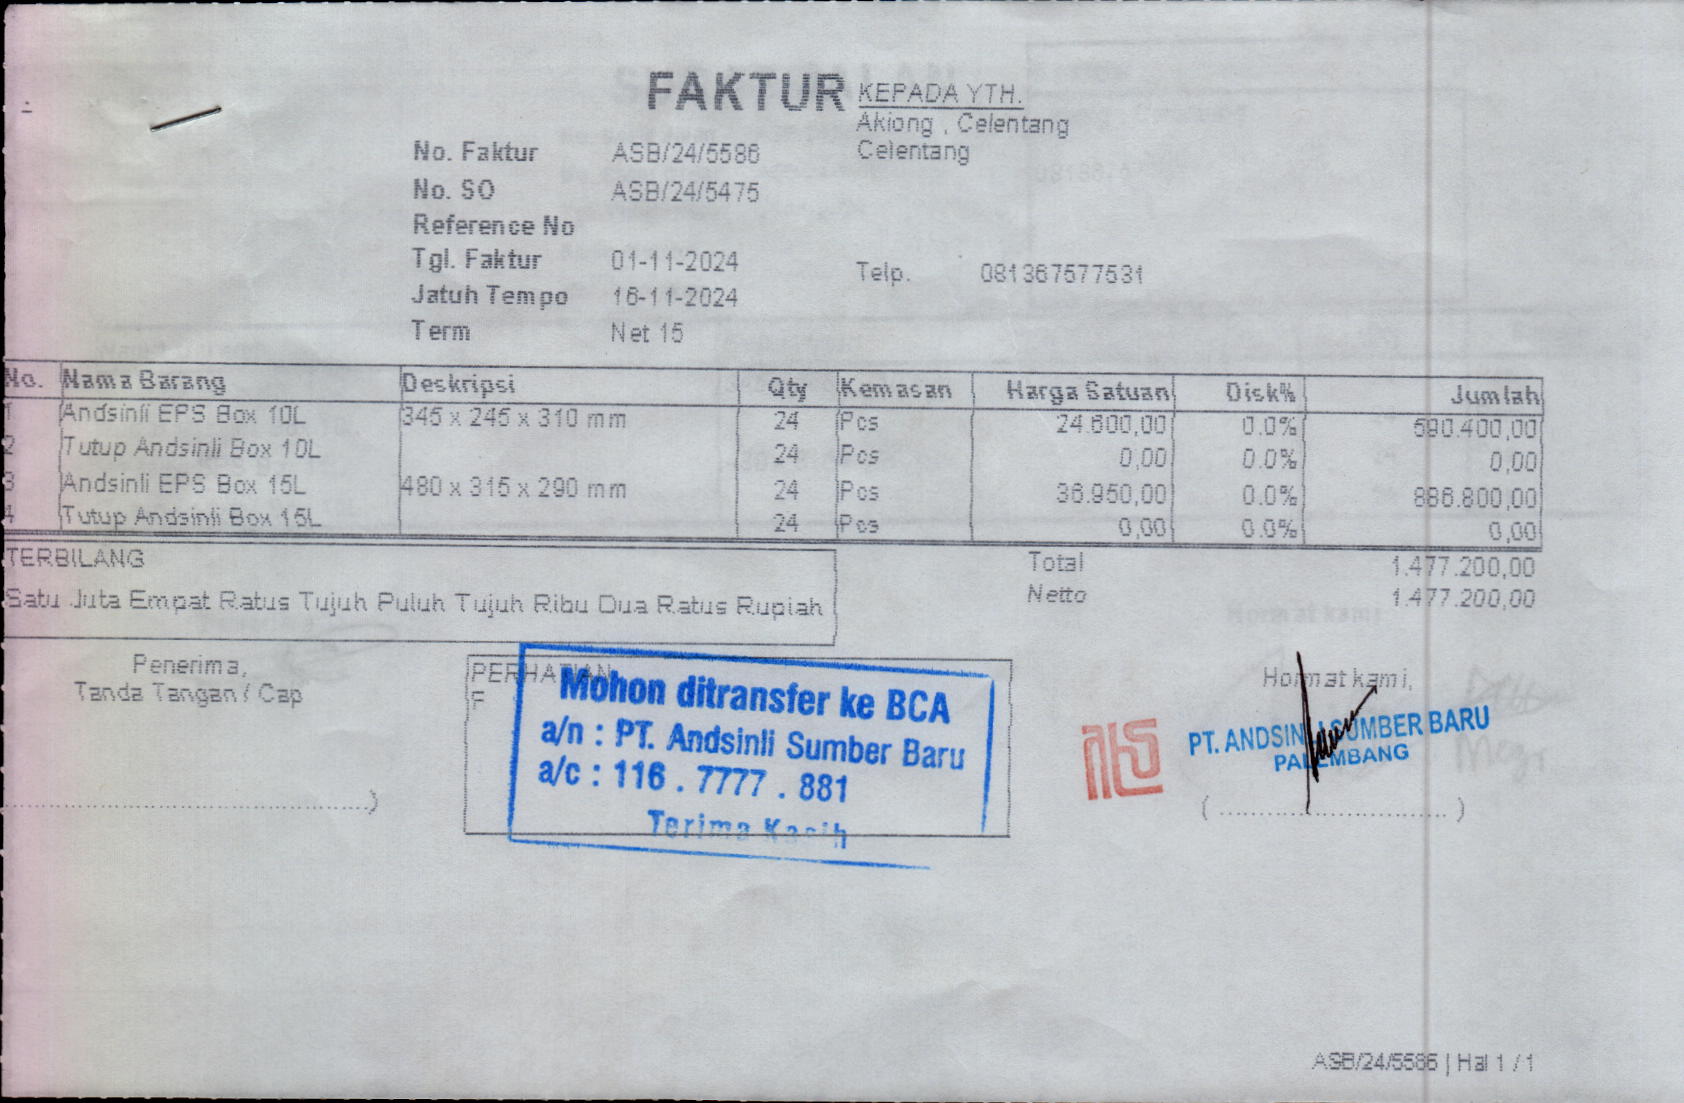 FAKTUR
KEPADA YTH.
Akiong , Celentang
Celentang
No. Faktur ASB/24/5586
No. SO ASB/24/5475
Reference No
Tgl. Faktur 01-11-2024
Telp. 081367577531
Jatuh Tempo 16-11-2024
Term Net 15
No. Nama Barang Deskripsi Qty Kemasan Harga Satuan Disk% Jumlah
1 Andsinli EPS Box 10L 345 x 245 x 310 mm 24 Pcs 24.600,00 0.0% 590.400,00
2 Tutup Andsinli Box 10L 24 Pcs 0,00 0.0% 0,00
3 Andsinli EPS Box 15L 480 x 315 x 290 mm 24 Pcs 36.950,00 0.0% 886.800,00
4 Tutup Andsinli Box 15L 24 Pcs 0,00 0.0% 0,00
TERBILANG
Satu Juta Empat Ratus Tujuh Puluh Tujuh Ribu Dua Ratus Rupiah
Total 1.477.200,00
Netto 1.477.200,00
Penerima,
Tanda Tangan / Cap
PERHATIAN
F
Mohon ditransfer ke BCA
a/n : PT. Andsinli Sumber Baru
a/c : 116 . 7777 . 881
Terima Kasih
Hormat kami,
PT. ANDSINLI SUMBER BARU
PALEMBANG
..........)
( .......... )
ASB/24/5586 | Hal 1 / 1